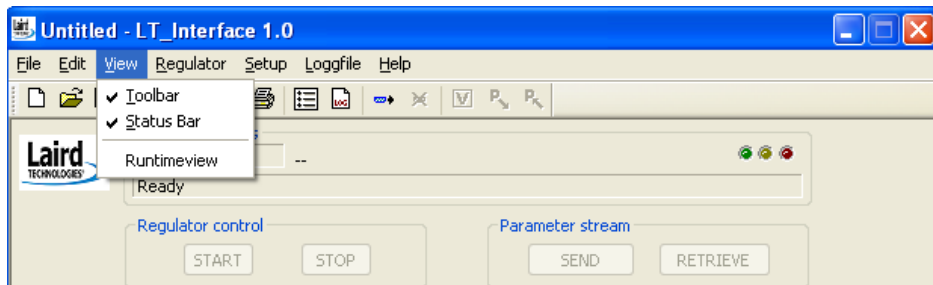 Untitled - LT_Interface 1.0
File Edit View Regulator Setup Loggfile Help
Toolbar
LOG V P P
Status Bar
Laird
TECHNOLOGIES
Runtimeview
--
Ready
Regulator control
Parameter stream
START STOP
SEND RETRIEVE